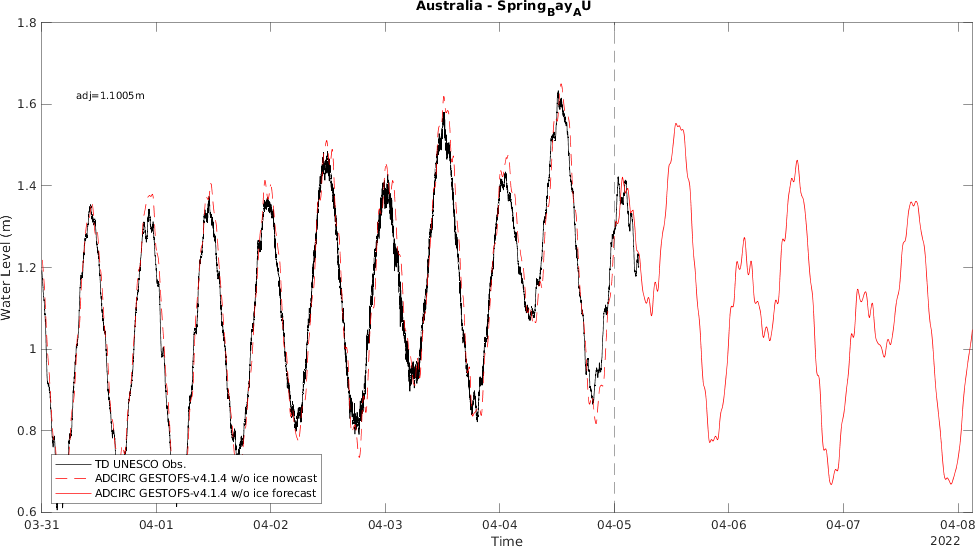 Australia - SpringBayAU
1.8
1.6
1.4
1.2
1
0.8
0.6
Water Level (m)
adj=1.1005m
TD UNESCO Obs.
ADCIRC GESTOFS-v4.1.4 w/o ice nowcast
ADCIRC GESTOFS-v4.1.4 w/o ice forecast
03-31 04-01 04-02 04-03 04-04 04-05 04-06 04-07 04-08
Time
2022